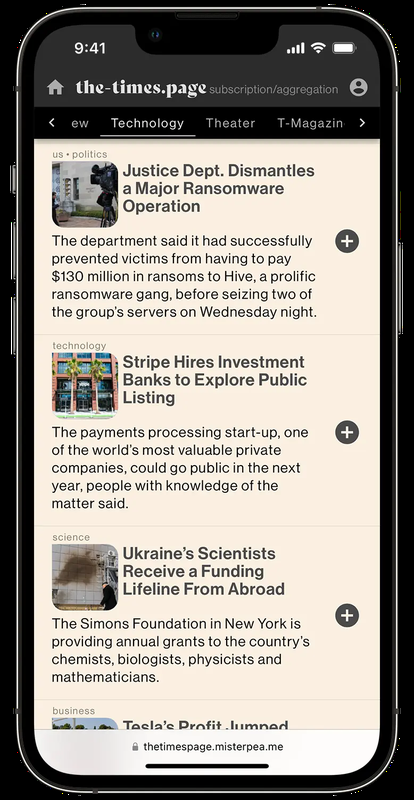 9:41
the-times.page subscription/aggregation
ew Technology Theater T-Magazin
us • politics
Justice Dept. Dismantles
a Major Ransomware
Operation
The department said it had successfully
prevented victims from having to pay
$130 million in ransoms to Hive, a prolific
ransomware gang, before seizing two of
the group's servers on Wednesday night.
technology
Stripe Hires Investment
Banks to Explore Public
Listing
The payments processing start-up, one
of the world's most valuable private
companies, could go public in the next
year, people with knowledge of the
matter said.
science
Ukraine's Scientists
Receive a Funding
Lifeline From Abroad
The Simons Foundation in New York is
providing annual grants to the country's
chemists, biologists, physicists and
mathematicians.
business
Tesla's Profit Jumped
thetimespage.misterpea.me